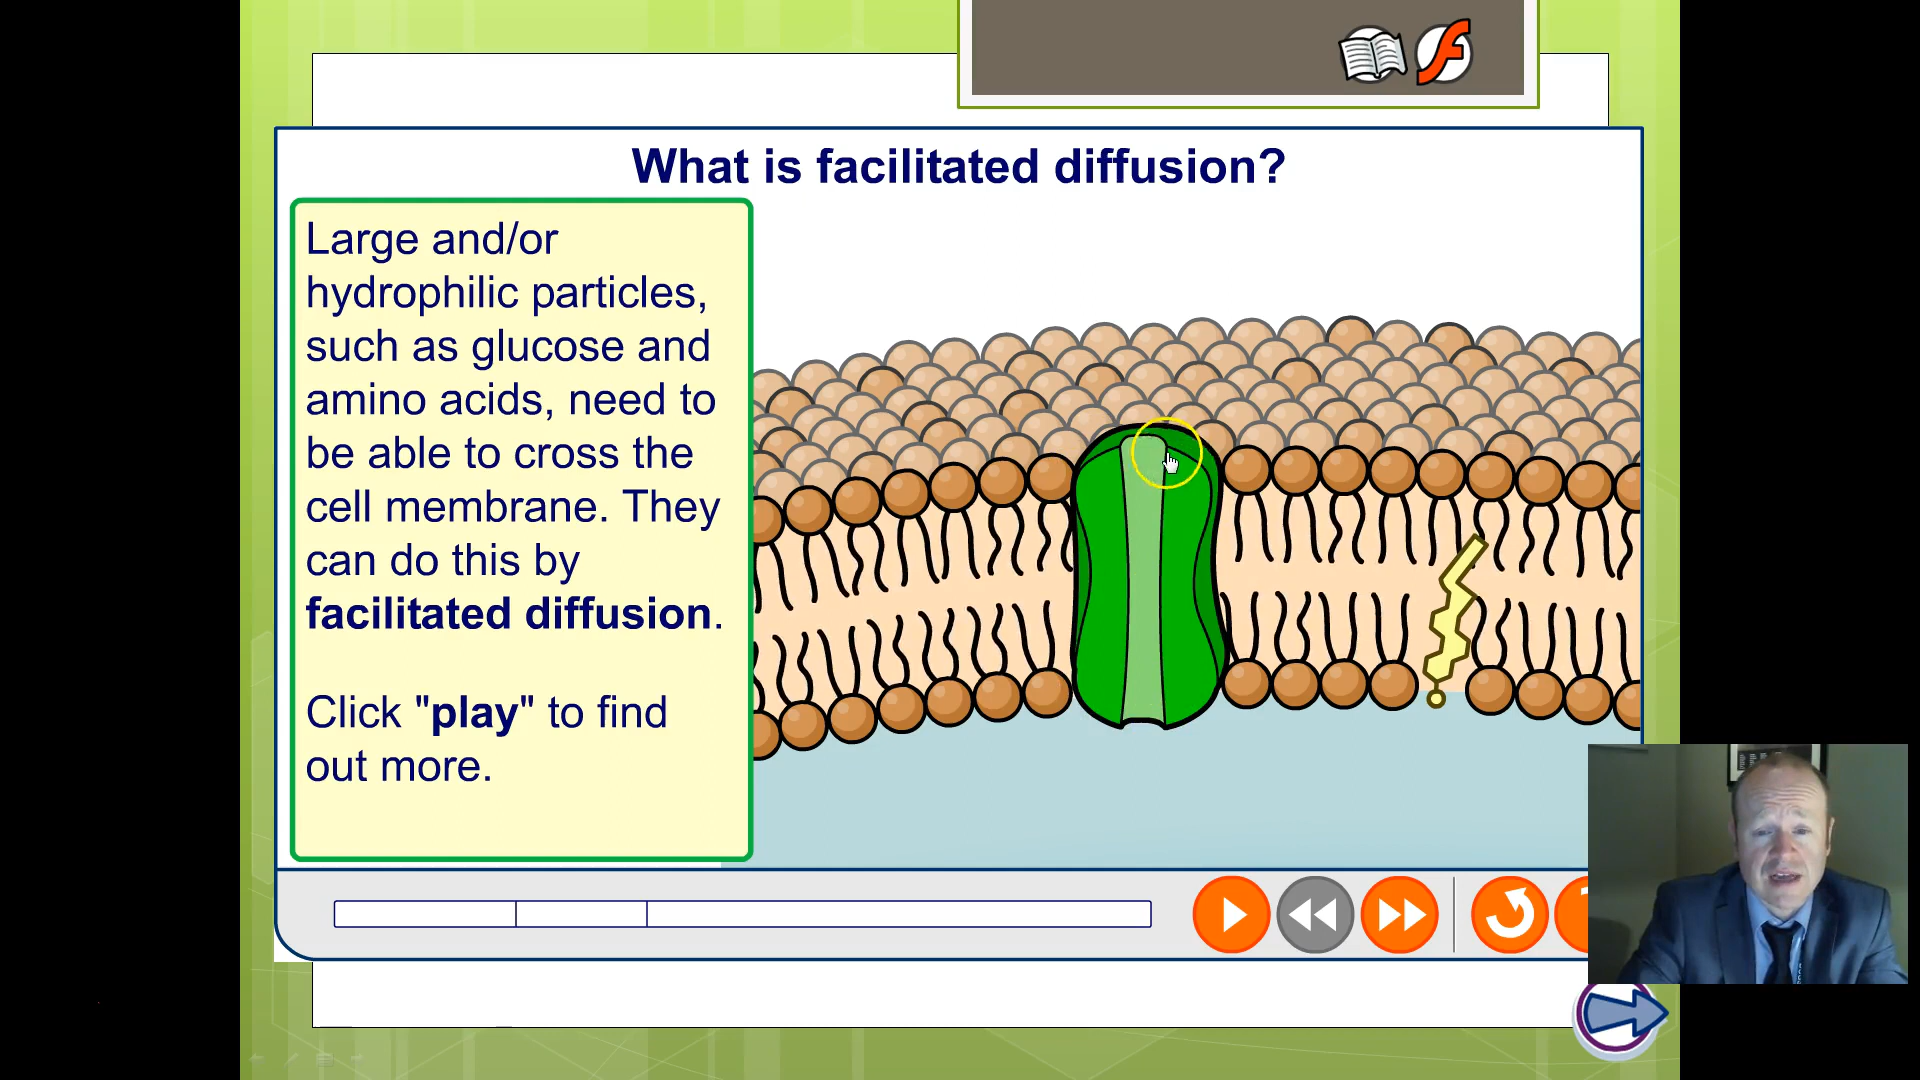 What is facilitated diffusion?
Large and/or
hydrophilic particles,
such as glucose and
amino acids, need to
be able to cross the
cell membrane. They
can do this by
facilitated diffusion.
Click "play" to find
out more.